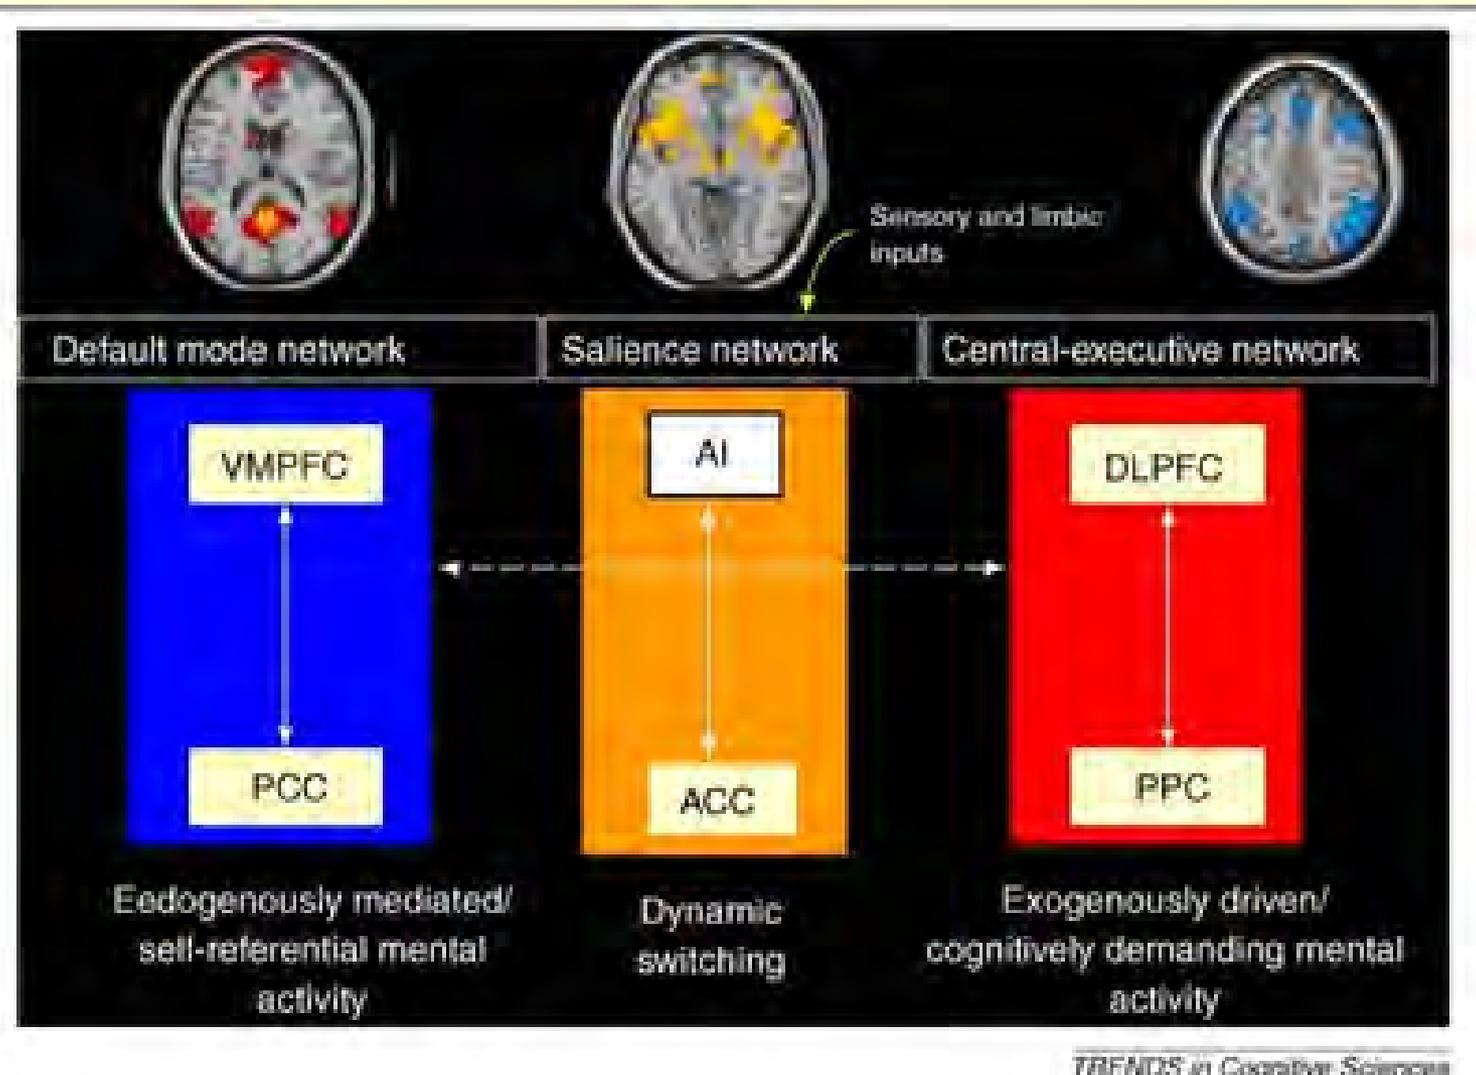 Sensory and limbic
inputs
Default mode network
Salience network
Central-executive network
VMPFC
AI
DLPFC
PCC
ACC
PPC
Eedogenously mediated/
self-referential mental
activity
Dynamic
switching
Exogenously driven/
cognitively demanding mental
activity
TRENDS in Cognitive Sciences